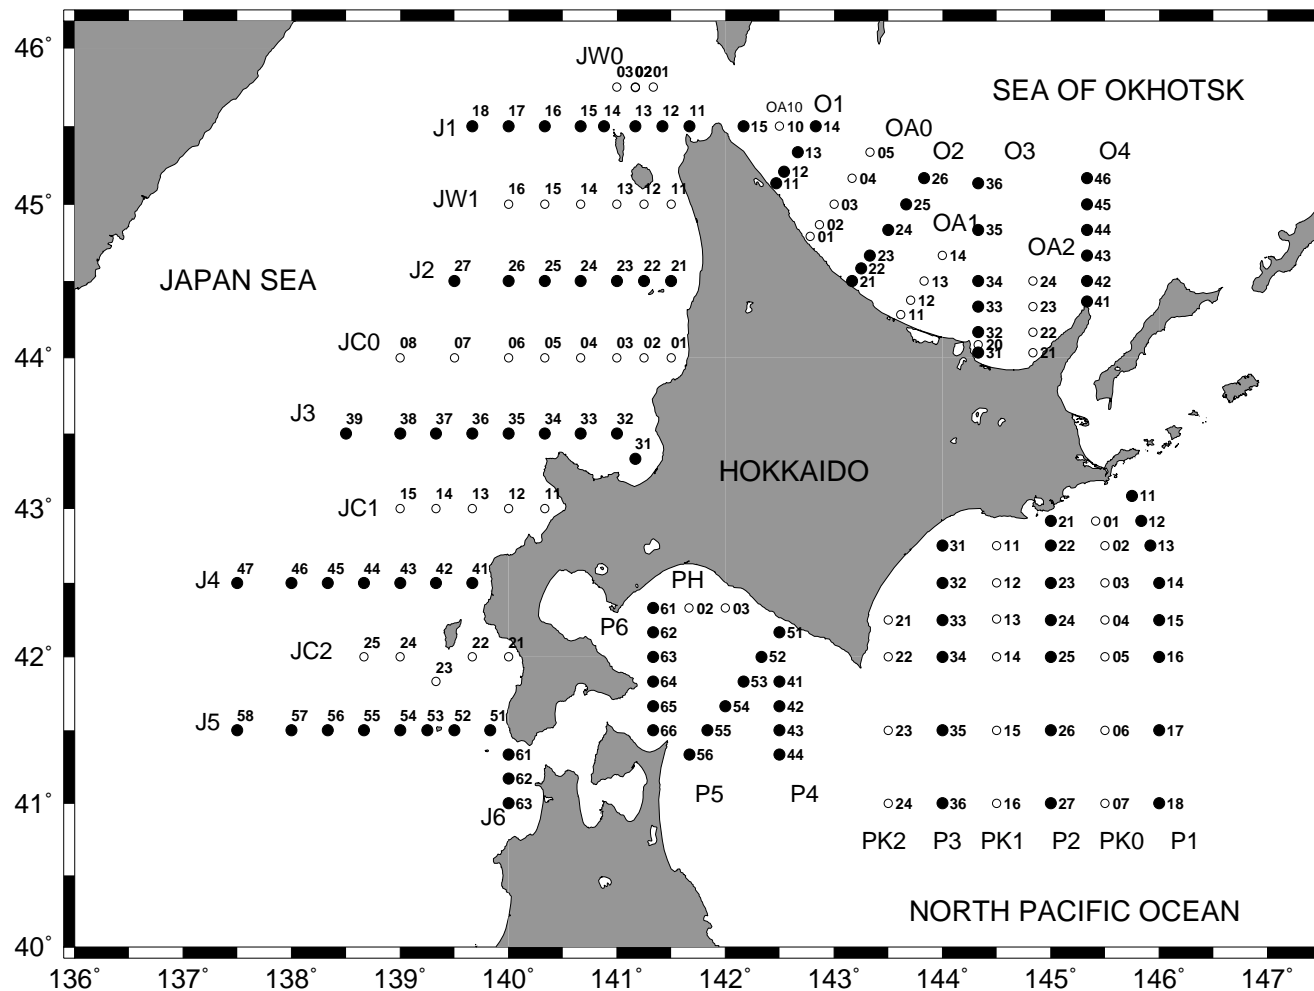 46°
JW0
03 02 01
SEA OF OKHOTSK
J1
18 17 16 15 14 13 12 11
OA10 O1
15 10 14
13
12
11
OA0
05
04
03
02
01
O2 O3 O4
26 36 46
25 45
24 35 44
23 43
22
21
OA1
14
13
12
11
OA2
34 24 42
33 23 41
32 22
20
31 21
45°
JW1
16 15 14 13 12 11
JAPAN SEA
J2
27 26 25 24 23 22 21
JC0
08 07 06 05 04 03 02 01
44°
J3
39 38 37 36 35 34 33 32
31
HOKKAIDO
43°
JC1
15 14 13 12 11
11
21 01 12
31 11 22 02 13
J4
47 46 45 44 43 42 41
32 12 23 03 14
PH
61 02 03
P6
62 51
21 33 13 24 04 15
42°
JC2
25 24 22 21
23
63 52
22 34 14 25 05 16
64 53 41
65 54 42
J5
58 57 56 55 54 53 52 51
66 55 43
23 35 15 26 06 17
61 56 44
62
63
J6
P5 P4
41°
24 36 16 27 07 18
PK2 P3 PK1 P2 PK0 P1
NORTH PACIFIC OCEAN
40°
136° 137° 138° 139° 140° 141° 142° 143° 144° 145° 146° 147°